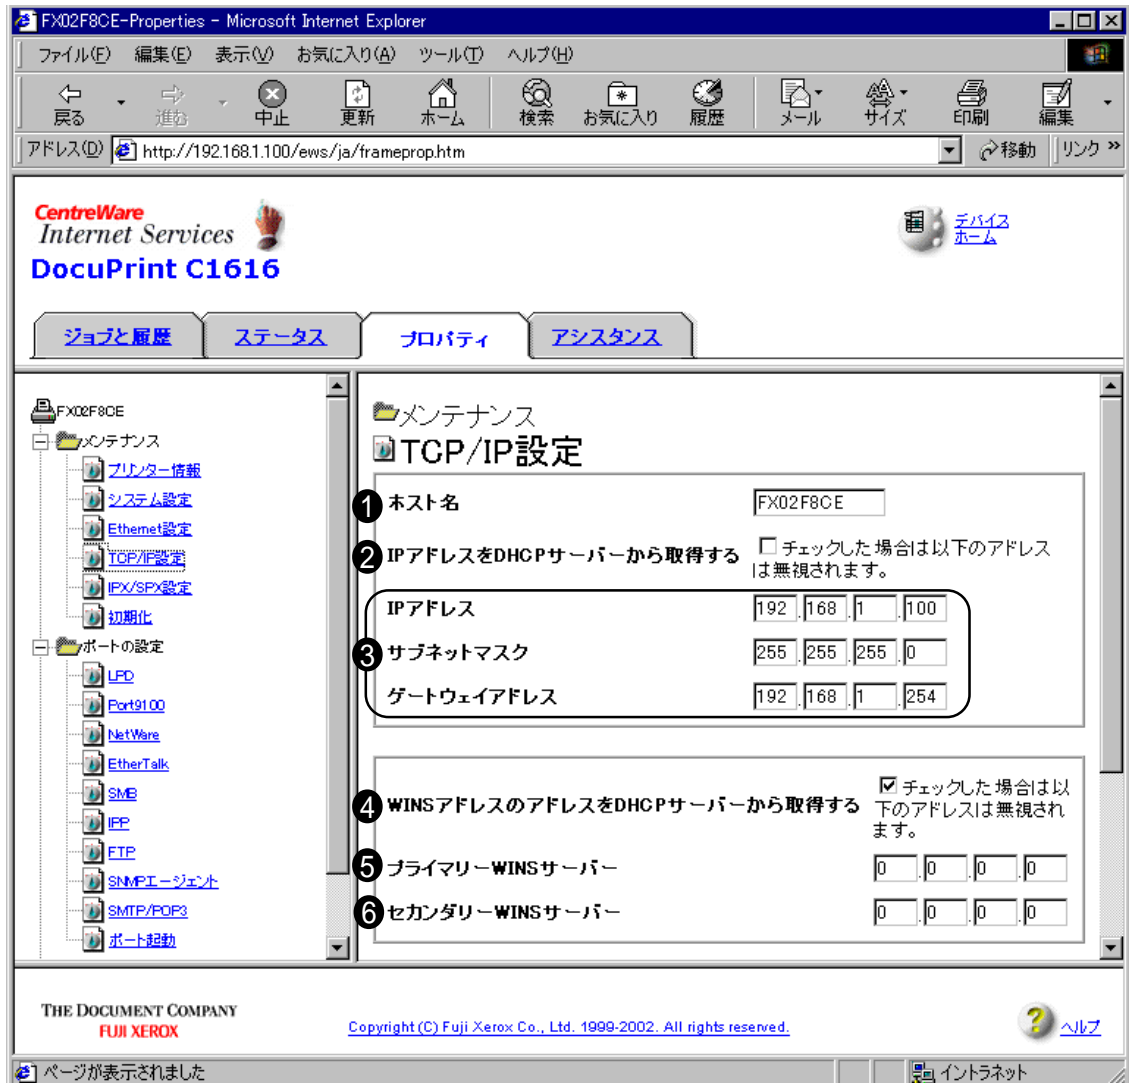 FX02F8CE-Properties - Microsoft Internet Explorer
ファイル(F) 編集(E) 表示(V) お気に入り(A) ツール(T) ヘルプ(H)
戻る 進む 中止 更新 ホーム 検索 お気に入り 履歴 メール サイズ 印刷 編集
アドレス(D) http://192.168.1.100/ews/ja/frameprop.htm 移動 リンク »
CentreWare
Internet Services
DocuPrint C1616
デバイス
ホーム
ジョブと履歴 ステータス プロパティ アシスタンス
FX02F8CE
メンテナンス
プリンター情報
システム設定
Ethernet設定
TCP/IP設定
IPX/SPX設定
初期化
ポートの設定
LPD
Port9100
NetWare
EtherTalk
SMB
IPP
FTP
SNMPエージェント
SMTP/POP3
ポート起動
メンテナンス
TCP/IP設定
1 ホスト名 FX02F8CE
2 IPアドレスをDHCPサーバーから取得する チェックした場合は以下のアドレス
は無視されます。
IPアドレス 192.168.1.100
3 サブネットマスク 255.255.255.0
ゲートウェイアドレス 192.168.1.254
4 WINSアドレスのアドレスをDHCPサーバーから取得する チェックした場合は以
下のアドレスは無視され
ます。
5 プライマリーWINSサーバー 0.0.0.0
6 セカンダリーWINSサーバー 0.0.0.0
THE DOCUMENT COMPANY
FUJI XEROX
Copyright (C) Fuji Xerox Co., Ltd. 1999-2002. All rights reserved.
? ヘルプ
ページが表示されました イントラネット